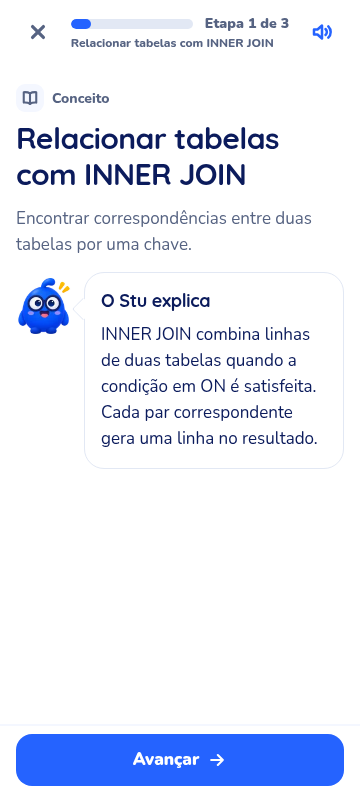 Etapa 1 de 3
Relacionar tabelas com INNER JOIN
Conceito
Relacionar tabelas
com INNER JOIN
Encontrar correspondências entre duas
tabelas por uma chave.
O Stu explica
INNER JOIN combina linhas
de duas tabelas quando a
condição em ON é satisfeita.
Cada par correspondente
gera uma linha no resultado.
Avançar